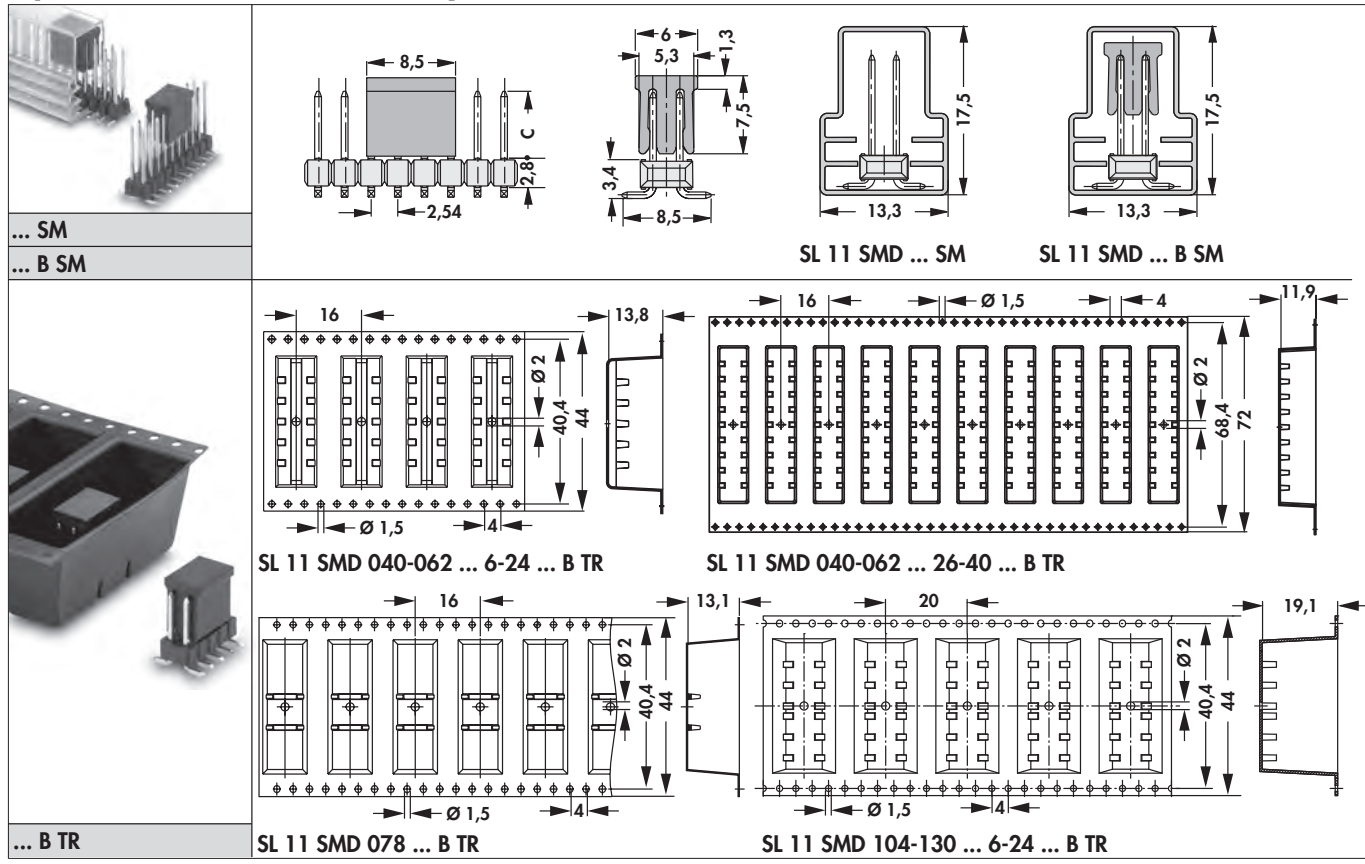 8,5
C
2,8*
2,54
6
5,3
1,3
7,5
3,4
8,5
17,5
13,3
SL 11 SMD ... SM
17,5
13,3
SL 11 SMD ... B SM
... SM
... B SM
16
Ø 2
40,4
44
Ø 1,5
4
13,8
SL 11 SMD 040-062 ... 6-24 ... B TR
16
Ø 1,5
4
Ø 2
68,4
72
11,9
SL 11 SMD 040-062 ... 26-40 ... B TR
16
Ø 2
40,4
44
Ø 1,5
4
13,1
SL 11 SMD 078 ... B TR
20
Ø 2
40,4
44
Ø 1,5
4
19,1
SL 11 SMD 104-130 ... 6-24 ... B TR
... B TR